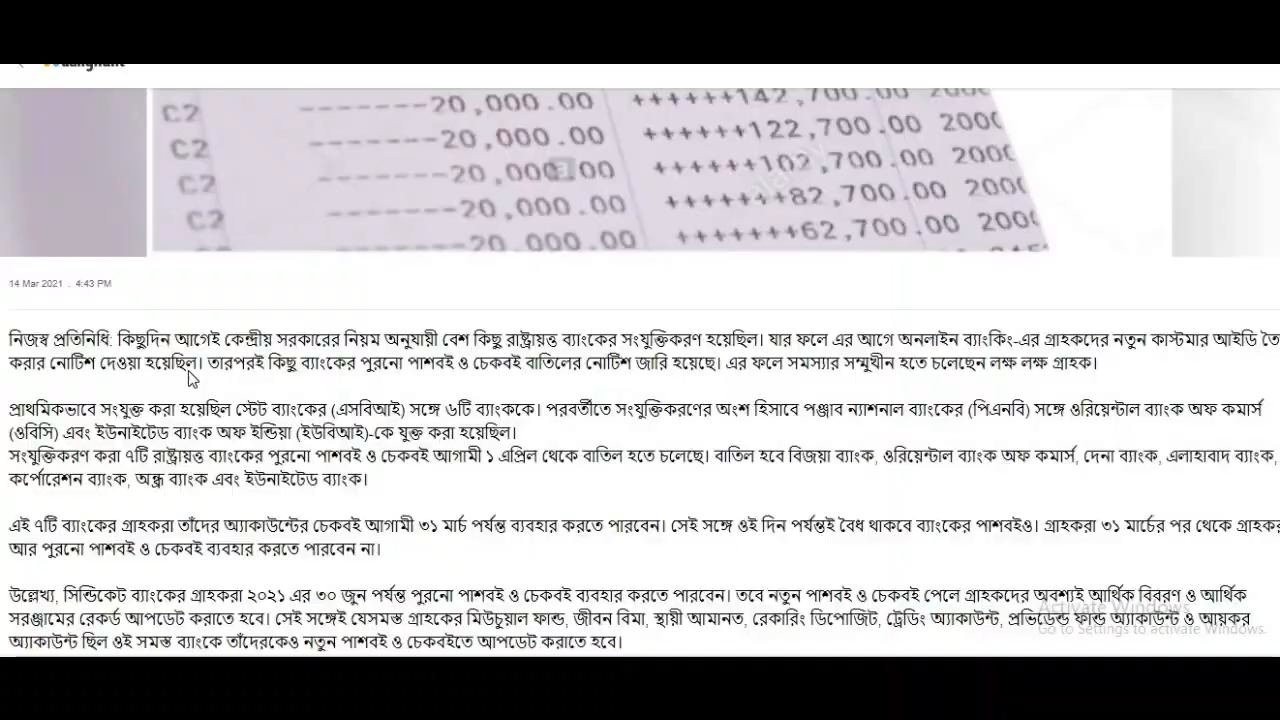 C2 -------20,000.00 ++++++142,700.00 2000
C2 -------20,000.00 ++++++122,700.00 2000
C2 -------20,000.00 ++++++102,700.00 2000
C2 -------20,000.00 +++++++82,700.00 2000
-------20,000.00 +++++++62,700.00 2000
14 Mar 2021 . 4:43 PM
নিজস্ব প্রতিনিধি: কিছুদিন আগেই কেন্দ্রীয় সরকারের নিয়ম অনুযায়ী বেশ কিছু রাষ্ট্রায়ত্ত ব্যাংকের সংযুক্তিকরণ হয়েছিল। যার ফলে এর আগে অনলাইন ব্যাংকিং-এর গ্রাহকদের নতুন কাস্টমার আইডি তৈ
করার নোটিশ দেওয়া হয়েছিল। তারপরই কিছু ব্যাংকের পুরনো পাশবই ও চেকবই বাতিলের নোটিশ জারি হয়েছে। এর ফলে সমস্যার সম্মুখীন হতে চলেছেন লক্ষ লক্ষ গ্রাহক।
প্রাথমিকভাবে সংযুক্ত করা হয়েছিল স্টেট ব্যাংকের (এসবিআই) সঙ্গে ৬টি ব্যাংককে। পরবর্তীতে সংযুক্তিকরণের অংশ হিসাবে পঞ্জাব ন্যাশনাল ব্যাংকের (পিএনবি) সঙ্গে ওরিয়েন্টাল ব্যাংক অফ কমার্স
(ওবিসি) এবং ইউনাইটেড ব্যাংক অফ ইন্ডিয়া (ইউবিআই)-কে যুক্ত করা হয়েছিল।
সংযুক্তিকরণ করা ৭টি রাষ্ট্রায়ত্ত ব্যাংকের পুরনো পাশবই ও চেকবই আগামী ১ এপ্রিল থেকে বাতিল হতে চলেছে। বাতিল হবে বিজয়া ব্যাংক, ওরিয়েন্টাল ব্যাংক অফ কমার্স, দেনা ব্যাংক, এলাহাবাদ ব্যাংক,
কর্পোরেশন ব্যাংক, অন্ধ্র ব্যাংক এবং ইউনাইটেড ব্যাংক।
এই ৭টি ব্যাংকের গ্রাহকরা তাঁদের অ্যাকাউন্টের চেকবই আগামী ৩১ মার্চ পর্যন্ত ব্যবহার করতে পারবেন। সেই সঙ্গে ওই দিন পর্যন্তই বৈধ থাকবে ব্যাংকের পাশবইও। গ্রাহকরা ৩১ মার্চের পর থেকে গ্রাহকর
আর পুরনো পাশবই ও চেকবই ব্যবহার করতে পারবেন না।
উল্লেখ্য, সিন্ডিকেট ব্যাংকের গ্রাহকরা ২০২১ এর ৩০ জুন পর্যন্ত পুরনো পাশবই ও চেকবই ব্যবহার করতে পারবেন। তবে নতুন পাশবই ও চেকবই পেলে গ্রাহকদের অবশ্যই আর্থিক বিবরণ ও আর্থিক
সরঞ্জামের রেকর্ড আপডেট করাতে হবে। সেই সঙ্গেই যেসমস্ত গ্রাহকের মিউচুয়াল ফান্ড, জীবন বিমা, স্থায়ী আমানত, রেকারিং ডিপোজিট, ট্রেডিং অ্যাকাউন্ট, প্রভিডেন্ড ফান্ড অ্যাকাউন্ট ও আয়কর
অ্যাকাউন্ট ছিল ওই সমস্ত ব্যাংকে তাঁদেরকেও নতুন পাশবই ও চেকবইতে আপডেট করাতে হবে।
Activate Windows
Go to Settings to activate Windows.